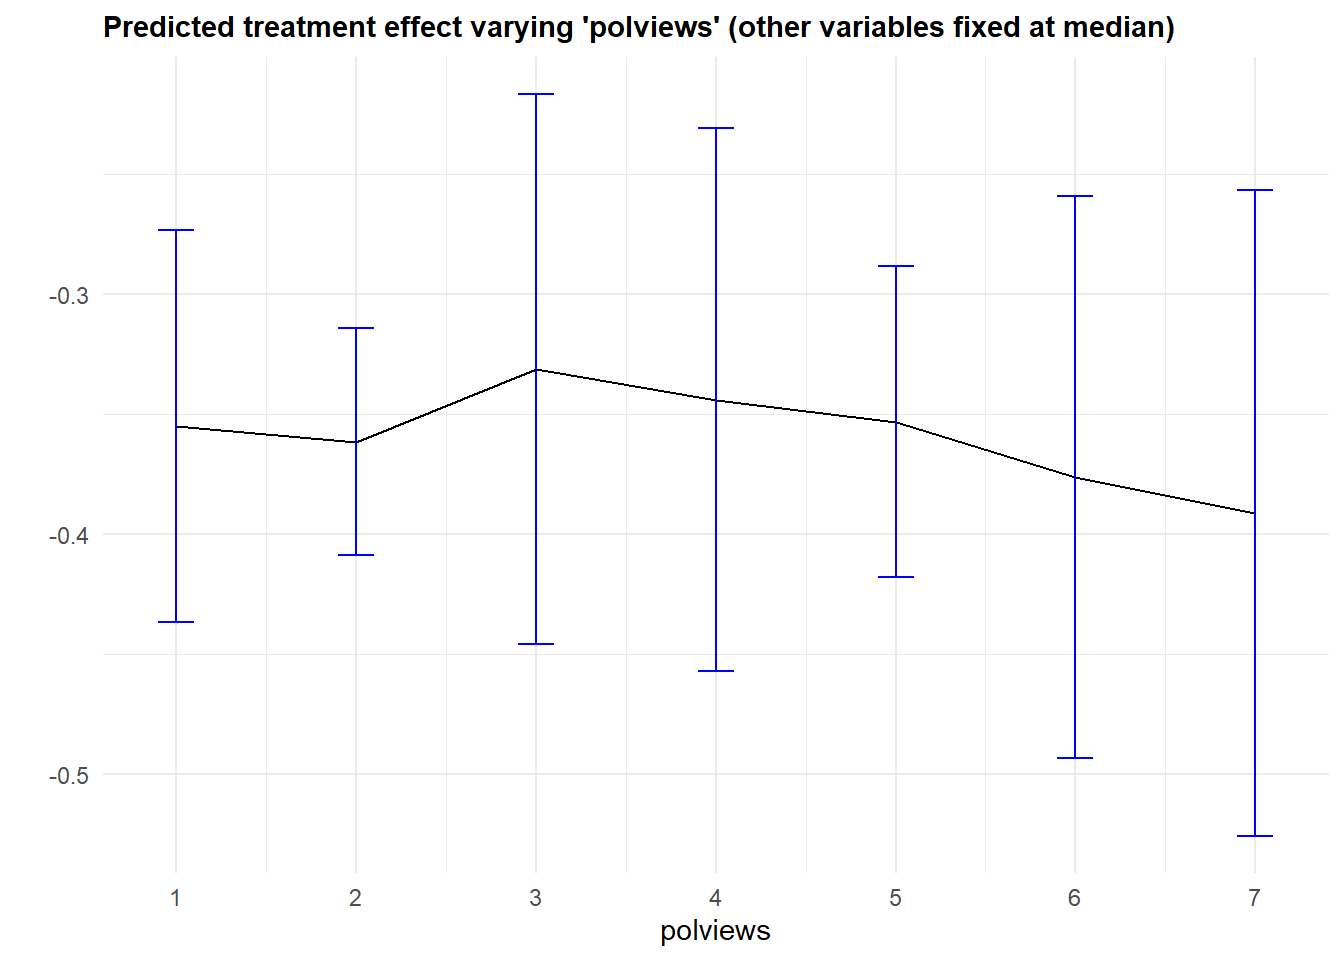 Predicted treatment effect varying 'polviews' (other variables fixed at median)
-0.3
-0.4
-0.5
1 2 3 4 5 6 7
polviews